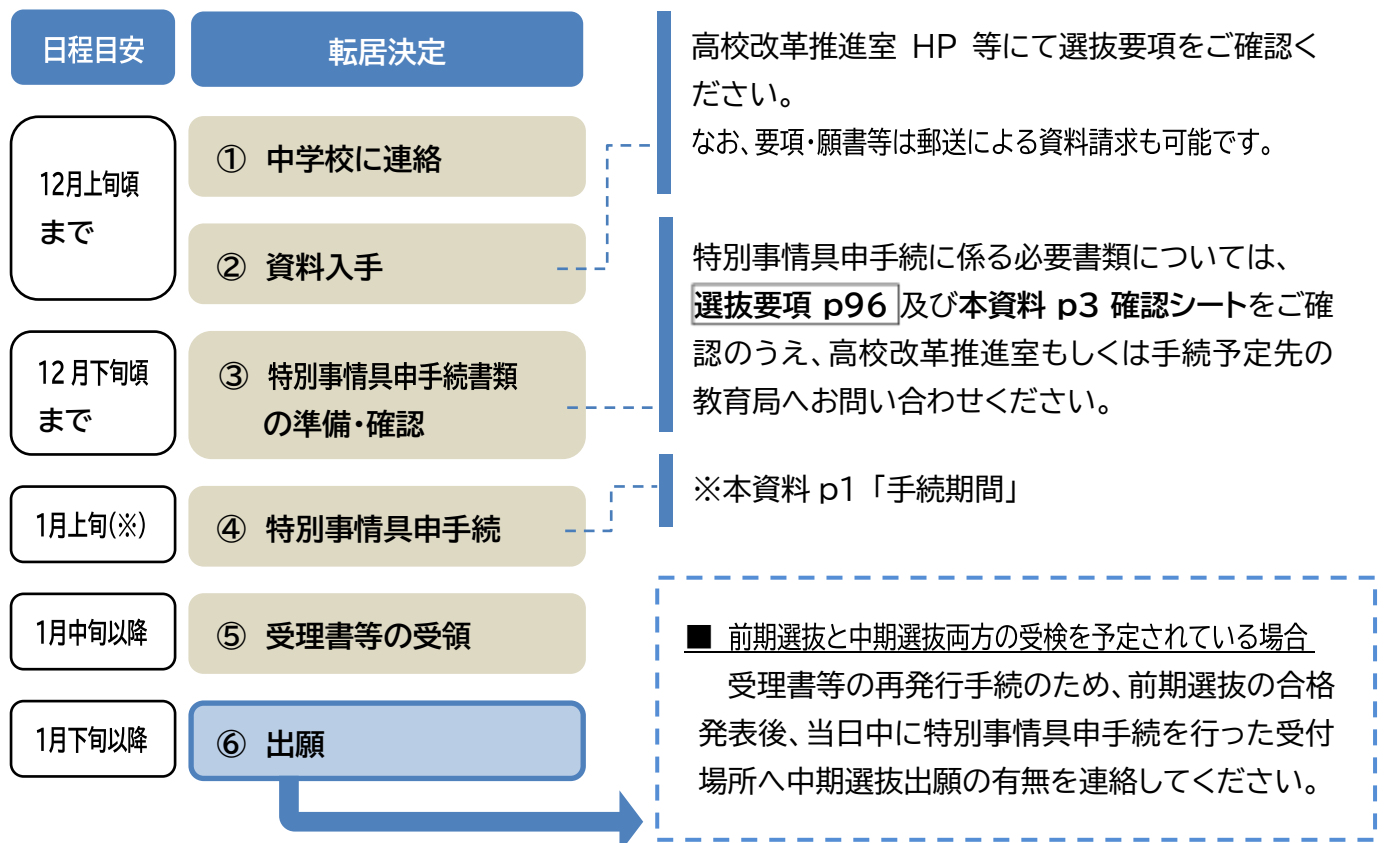 日程目安
転居決定
12月上旬頃
まで
① 中学校に連絡
② 資料入手
12月下旬頃
まで
③ 特別事情具申手続書類
の準備・確認
1月上旬(※)
④ 特別事情具申手続
1月中旬以降
⑤ 受理書等の受領
1月下旬以降
⑥ 出願
高校改革推進室 HP 等にて選抜要項をご確認く
ださい。
なお、要項・願書等は郵送による資料請求も可能です。
特別事情具申手続に係る必要書類については、
選抜要項 p96 及び本資料 p3 確認シートをご確
認のうえ、高校改革推進室もしくは手続予定先の
教育局へお問い合わせください。
※本資料 p1「手続期間」
■ 前期選抜と中期選抜両方の受検を予定されている場合
受理書等の再発行手続のため、前期選抜の合格
発表後、当日中に特別事情具申手続を行った受付
場所へ中期選抜出願の有無を連絡してください。